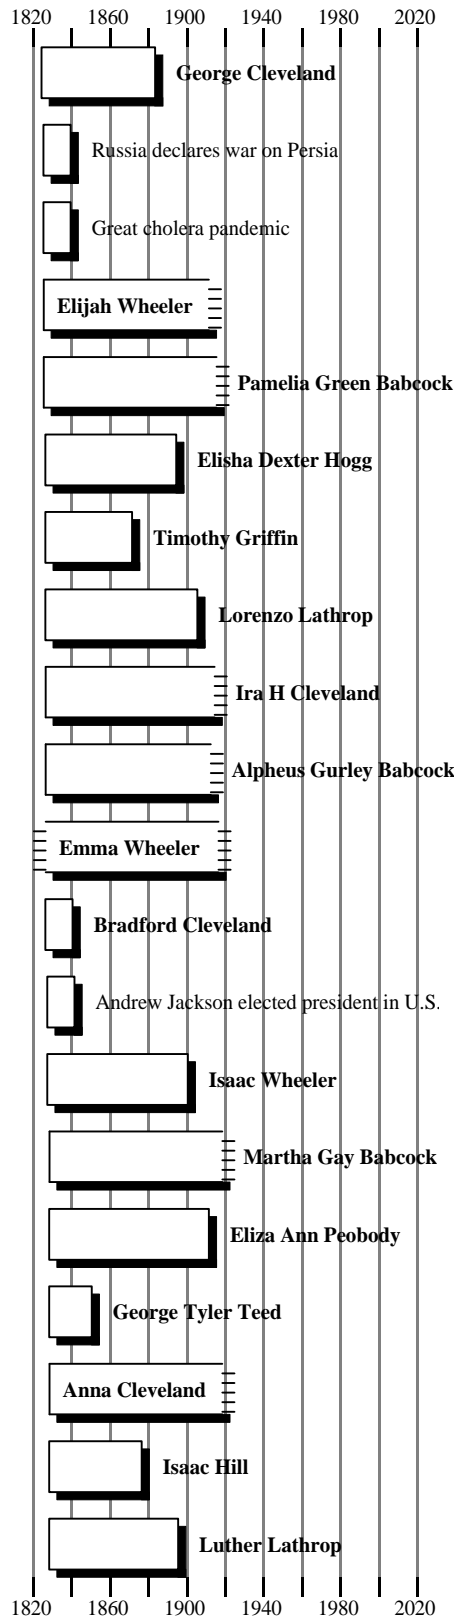 1820 1860 1900 1940 1980 2020
George Cleveland
Russia declares war on Persia
Great cholera pandemic
Elijah Wheeler
Pamelia Green Babcock
Elisha Dexter Hogg
Timothy Griffin
Lorenzo Lathrop
Ira H Cleveland
Alpheus Gurley Babcock
Emma Wheeler
Bradford Cleveland
Andrew Jackson elected president in U.S.
Isaac Wheeler
Martha Gay Babcock
Eliza Ann Peobody
George Tyler Teed
Anna Cleveland
Isaac Hill
Luther Lathrop
1820 1860 1900 1940 1980 2020